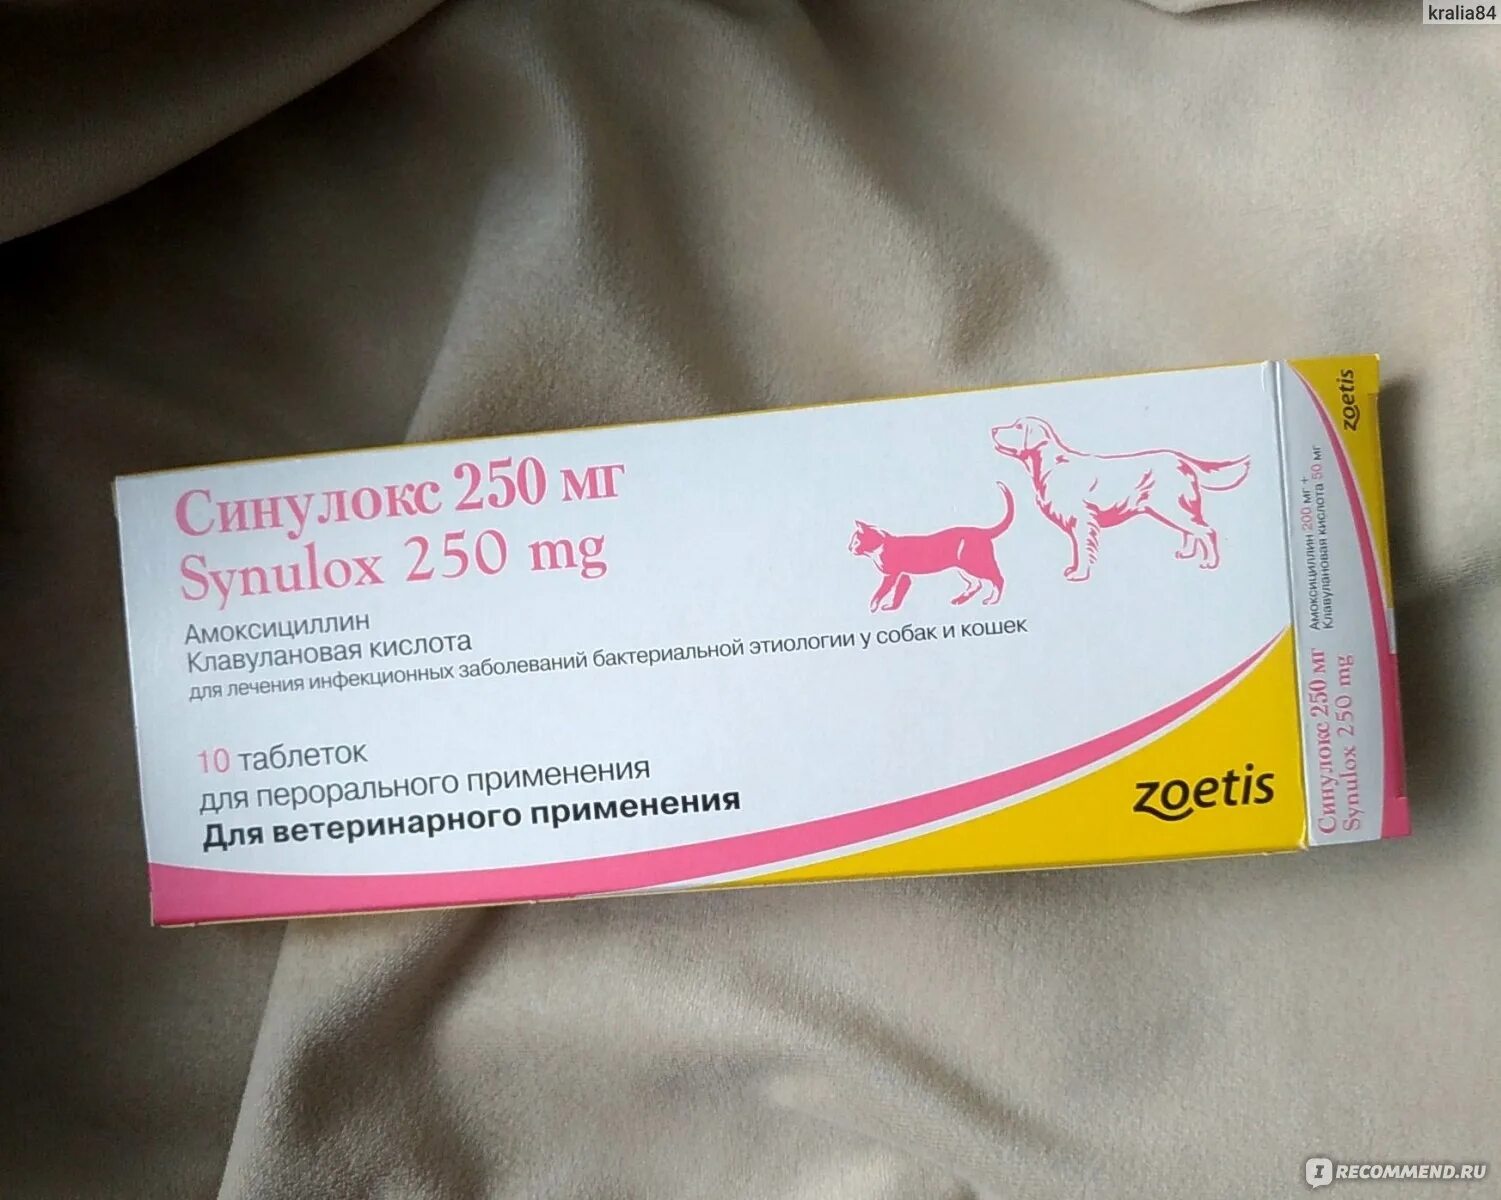 kralia84
Синулокс 250 мг
Synulox 250 mg
Амоксициллин
Клавулановая кислота
для лечения инфекционных заболеваний бактериальной этиологии у собак и кошек
10 таблеток
для перорального применения
Для ветеринарного применения
zoetis
Синулокс 250 мг
Synulox 250 mg
Амоксициллин 200 мг +
Клавулановая кислота 50 мг
zoetis
IRECOMMEND.RU